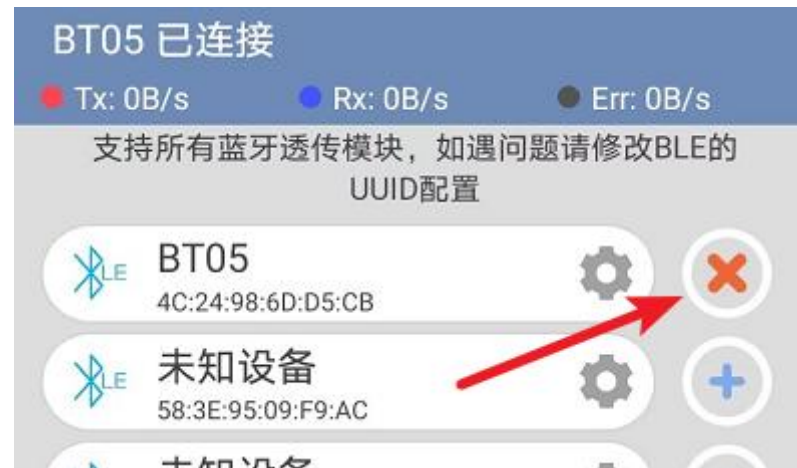 BT05 已连接
Tx: 0B/s Rx: 0B/s Err: 0B/s
支持所有蓝牙透传模块，如遇问题请修改BLE的
UUID配置
LE BT05
4C:24:98:6D:D5:CB
LE 未知设备
58:3E:95:09:F9:AC
未知设备